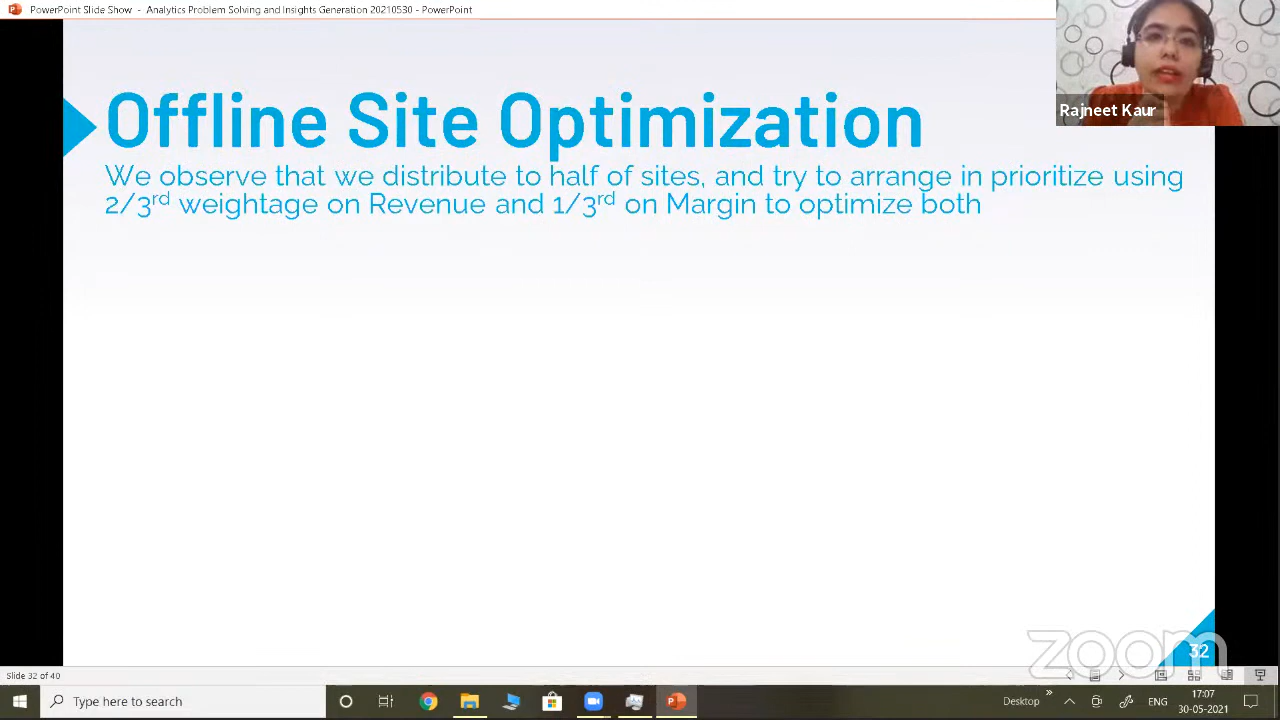 PowerPoint Slide Show - Analytics Problem Solving and Insights Generation 20210530 - PowerPoint
Rajneet Kaur
Offline Site Optimization
We observe that we distribute to half of sites, and try to arrange in prioritize using
2/3rd weightage on Revenue and 1/3rd on Margin to optimize both
zoom
32
Slide 32 of 40
Type here to search
Desktop
ENG
17:07
30-05-2021